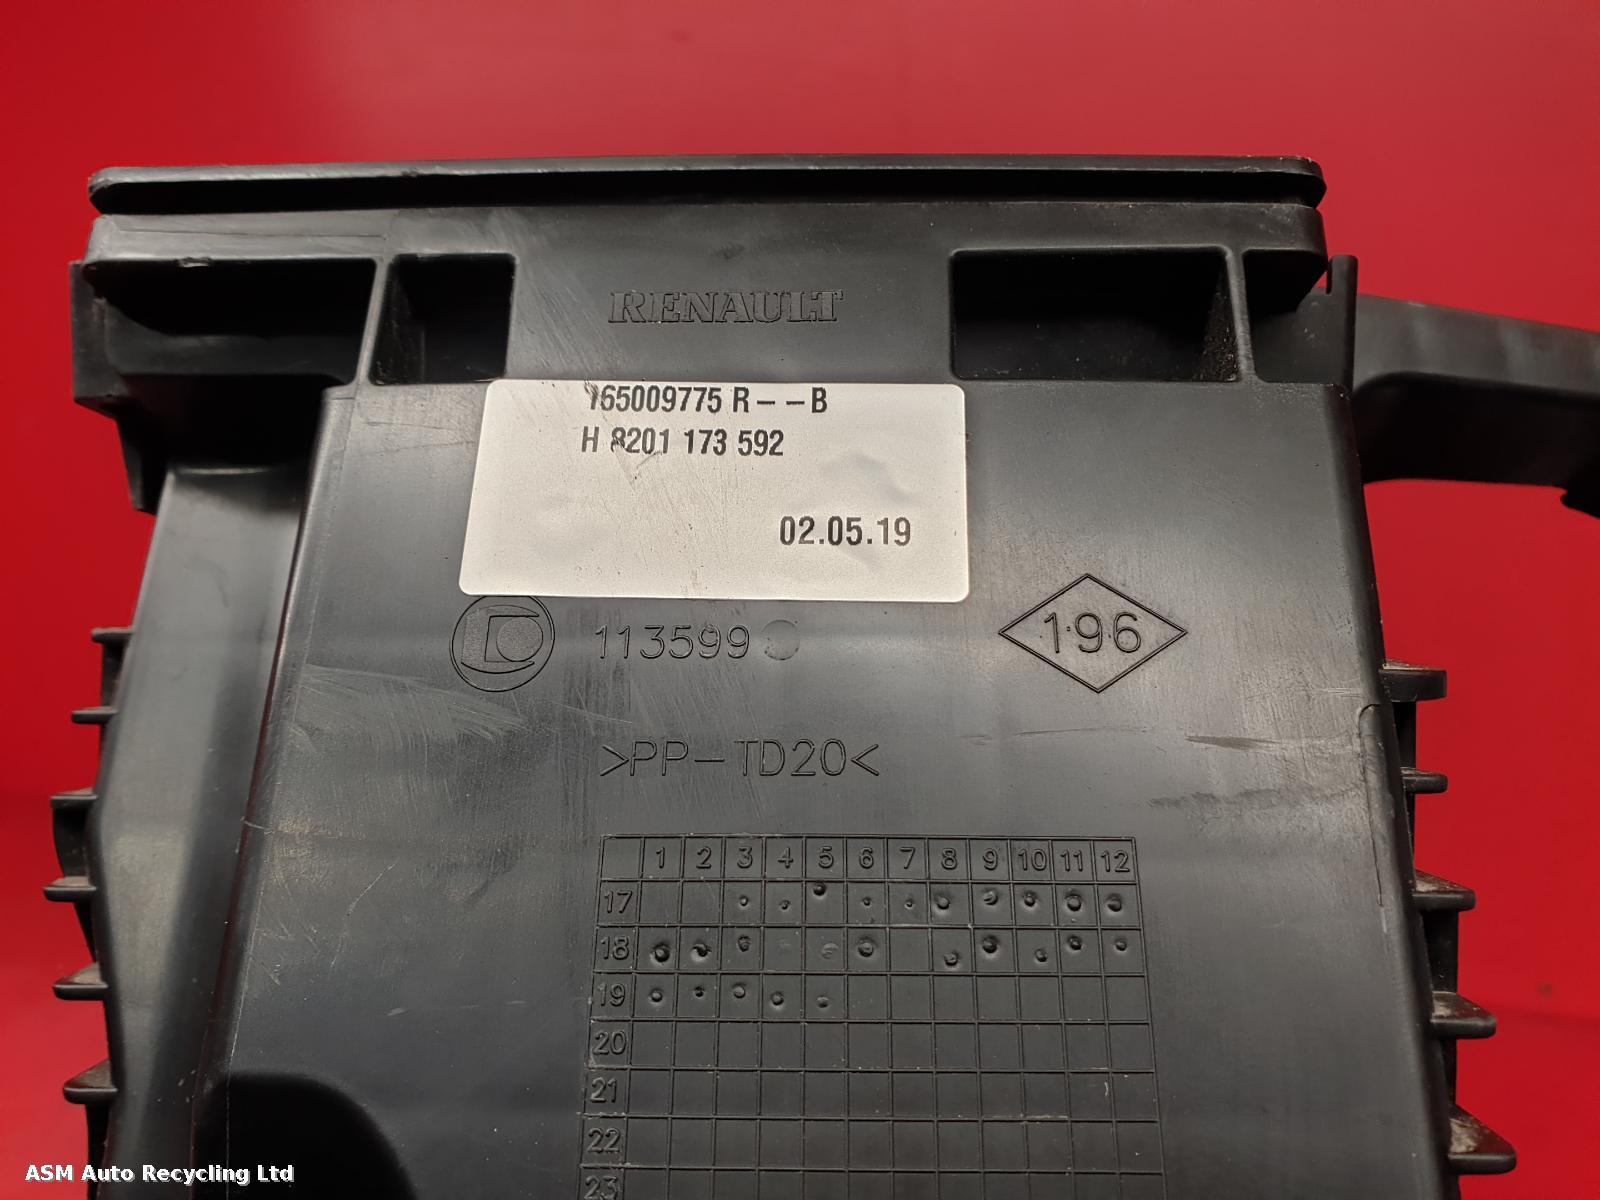 RENAULT
165009775 R--B
H 8201 173 592
02.05.19
113599
196
>PP-TD20<
1 2 3 4 5 6 7 8 9 10 11 12
17
18
19
20
21
22
23
ASM Auto Recycling Ltd